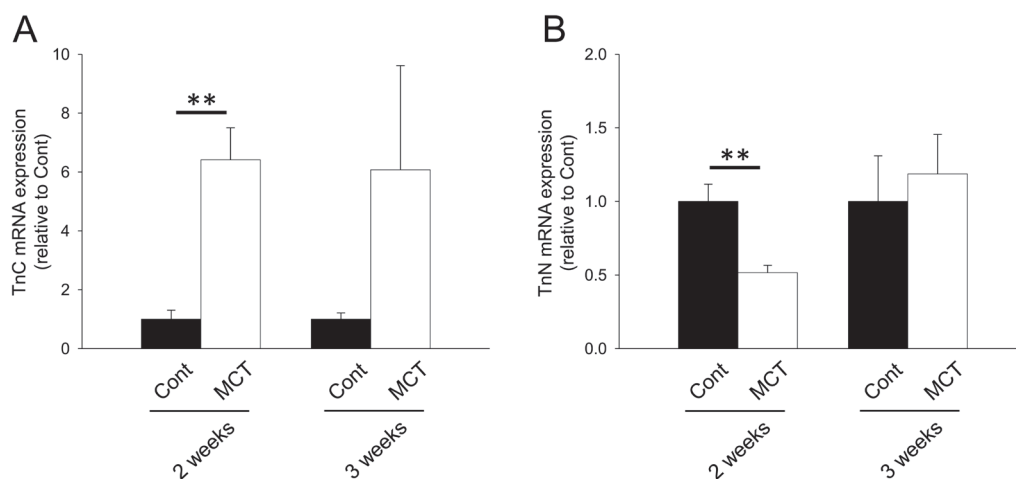 A
TnC mRNA expression
(relative to Cont)
10
8
6
4
2
0
**
Cont
MCT
Cont
MCT
2 weeks
3 weeks
B
TnN mRNA expression
(relative to Cont)
2.0
1.5
1.0
0.5
0.0
**
Cont
MCT
Cont
MCT
2 weeks
3 weeks